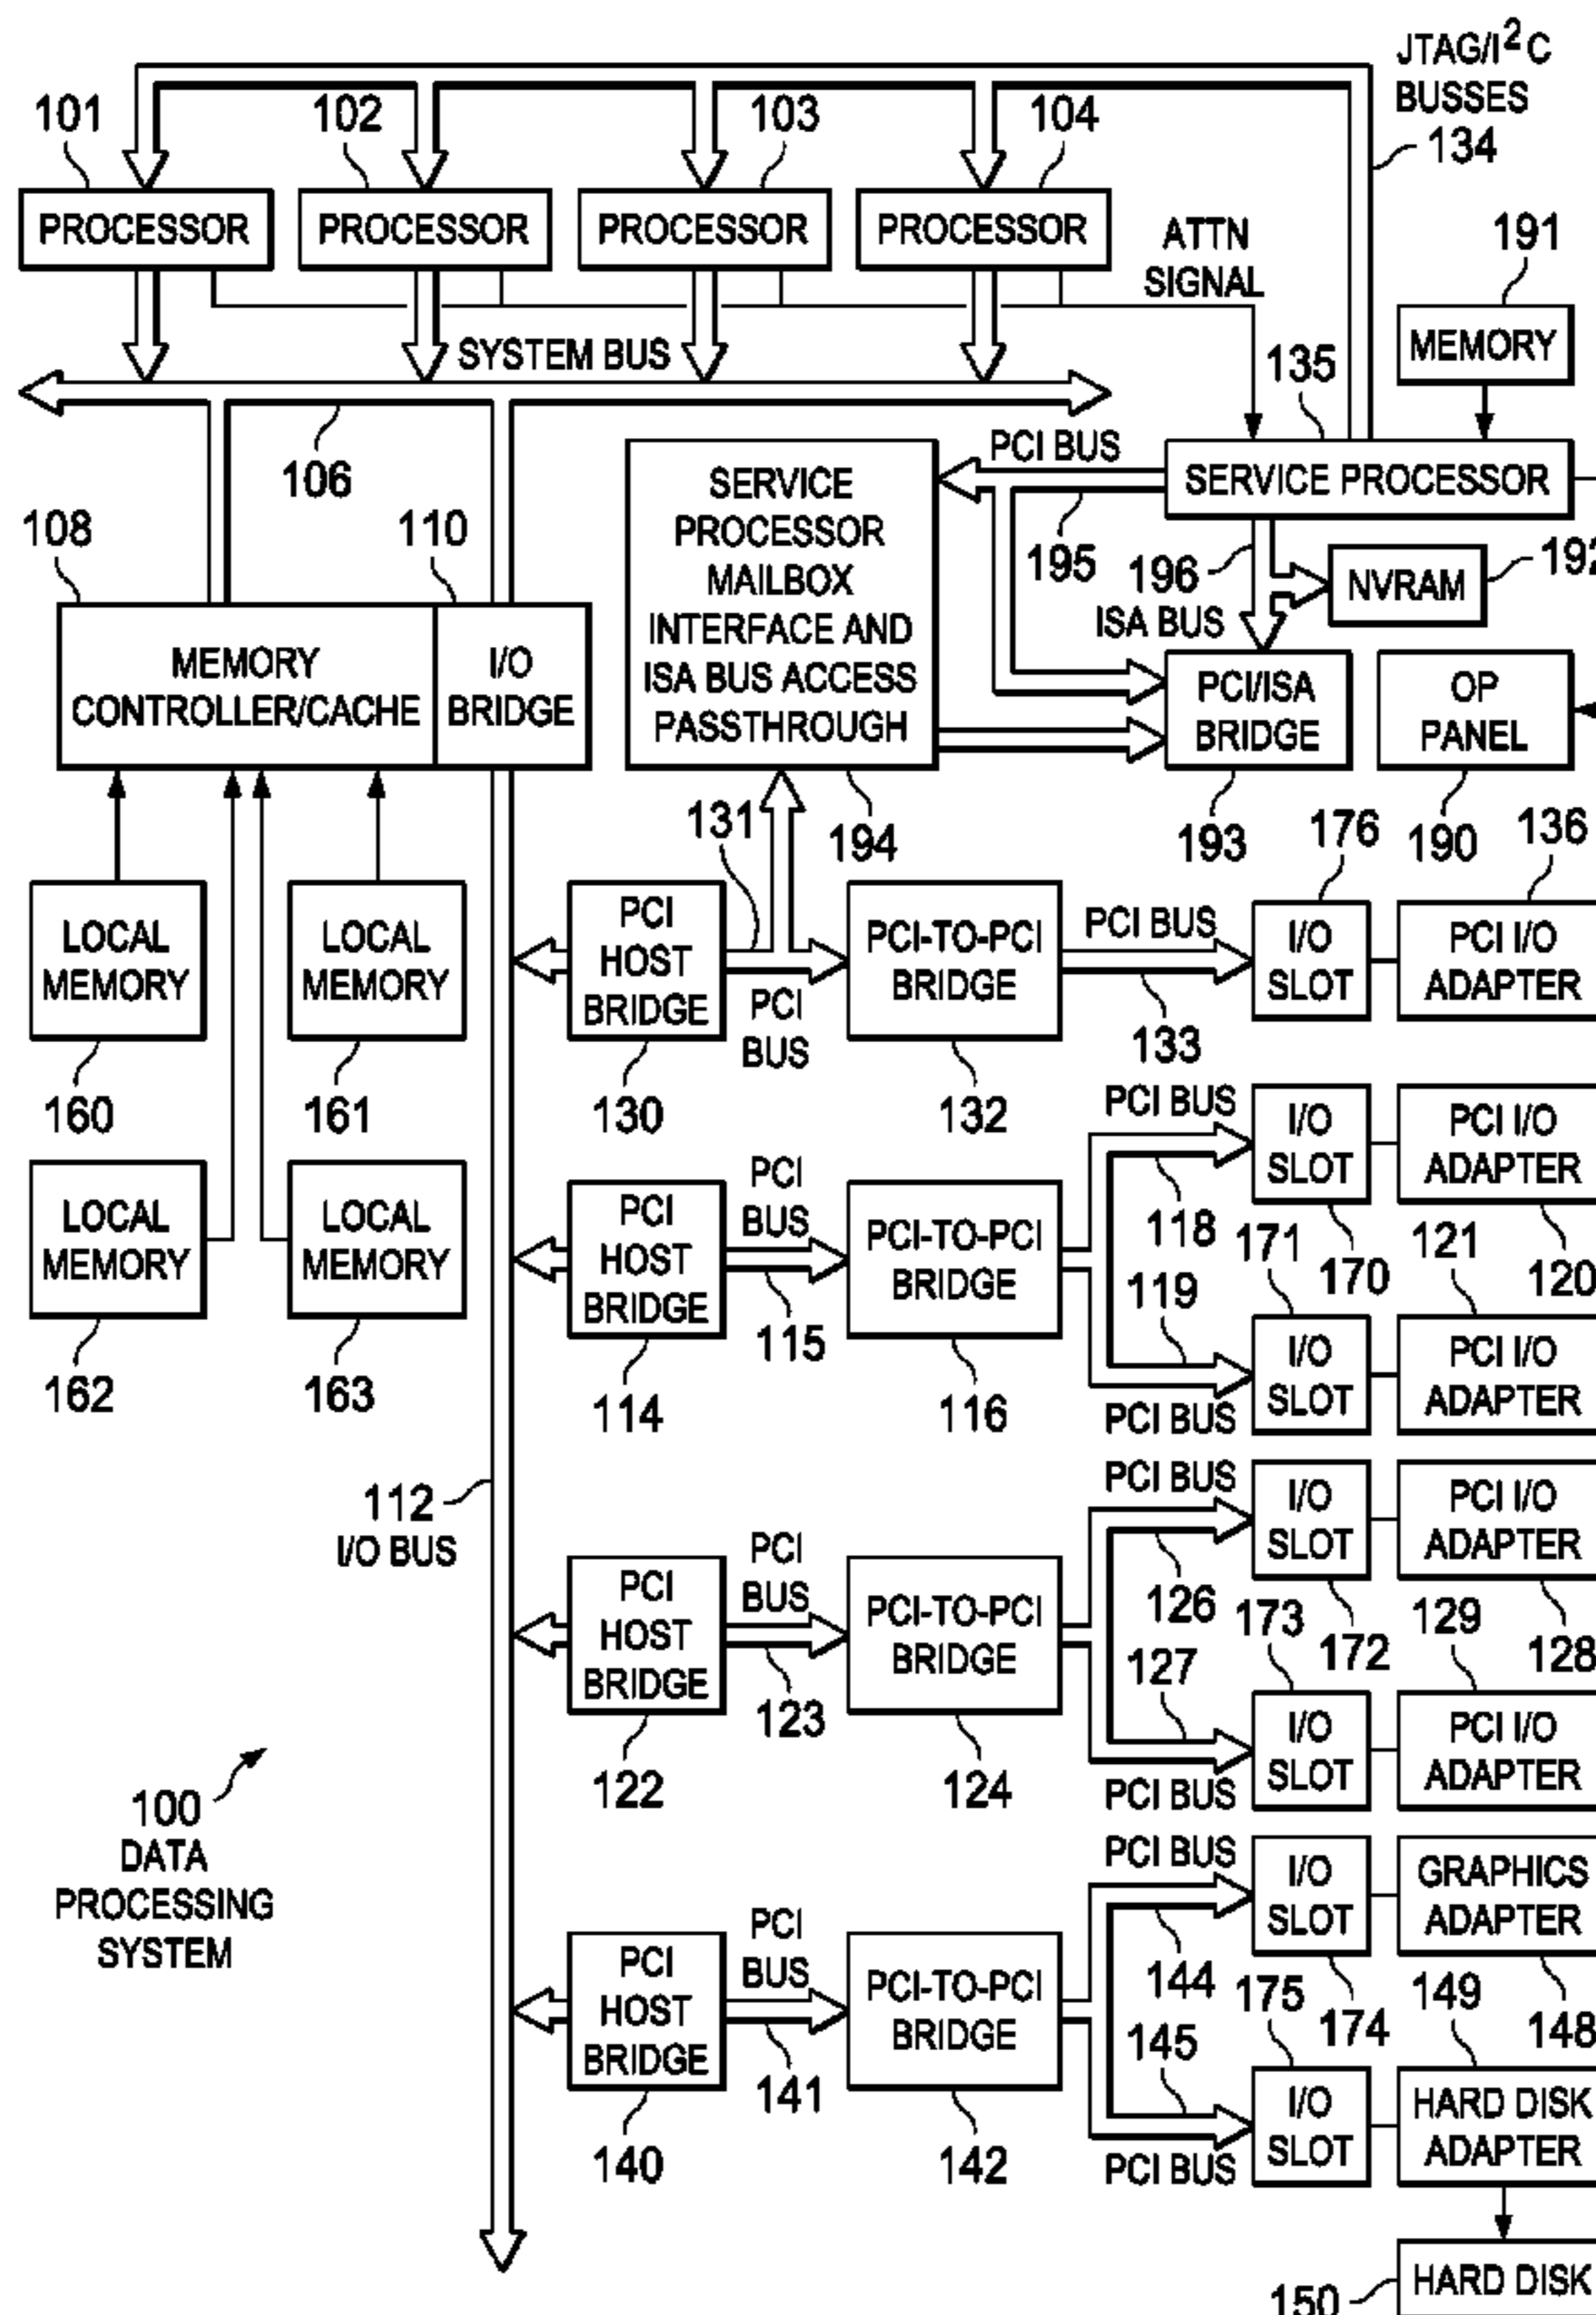 JTAG/I²C
BUSSES
134
101
102
103
104
PROCESSOR
PROCESSOR
PROCESSOR
PROCESSOR
ATTN
SIGNAL
191
MEMORY
SYSTEM BUS
106
135
SERVICE PROCESSOR
PCI BUS
195
196
ISA BUS
NVRAM
192
108
110
MEMORY
CONTROLLER/CACHE
I/O
BRIDGE
SERVICE
PROCESSOR
MAILBOX
INTERFACE AND
ISA BUS ACCESS
PASSTHROUGH
194
PCI/ISA
BRIDGE
193
OP
PANEL
190
LOCAL
MEMORY
160
LOCAL
MEMORY
161
LOCAL
MEMORY
162
LOCAL
MEMORY
163
131
PCI
HOST
BRIDGE
130
PCI
BUS
PCI-TO-PCI
BRIDGE
132
PCI BUS
133
176
I/O
SLOT
136
PCI I/O
ADAPTER
PCI
HOST
BRIDGE
114
PCI
BUS
115
PCI-TO-PCI
BRIDGE
116
PCI BUS
118
I/O
SLOT
170
PCI I/O
ADAPTER
120
119
PCI BUS
171
I/O
SLOT
121
PCI I/O
ADAPTER
112
I/O BUS
PCI
HOST
BRIDGE
122
PCI
BUS
123
PCI-TO-PCI
BRIDGE
124
PCI BUS
126
I/O
SLOT
172
PCI I/O
ADAPTER
128
127
PCI BUS
173
I/O
SLOT
129
PCI I/O
ADAPTER
100
DATA
PROCESSING
SYSTEM
PCI
HOST
BRIDGE
140
PCI
BUS
141
PCI-TO-PCI
BRIDGE
142
PCI BUS
144
I/O
SLOT
174
GRAPHICS
ADAPTER
148
145
PCI BUS
175
I/O
SLOT
149
HARD DISK
ADAPTER
150
HARD DISK